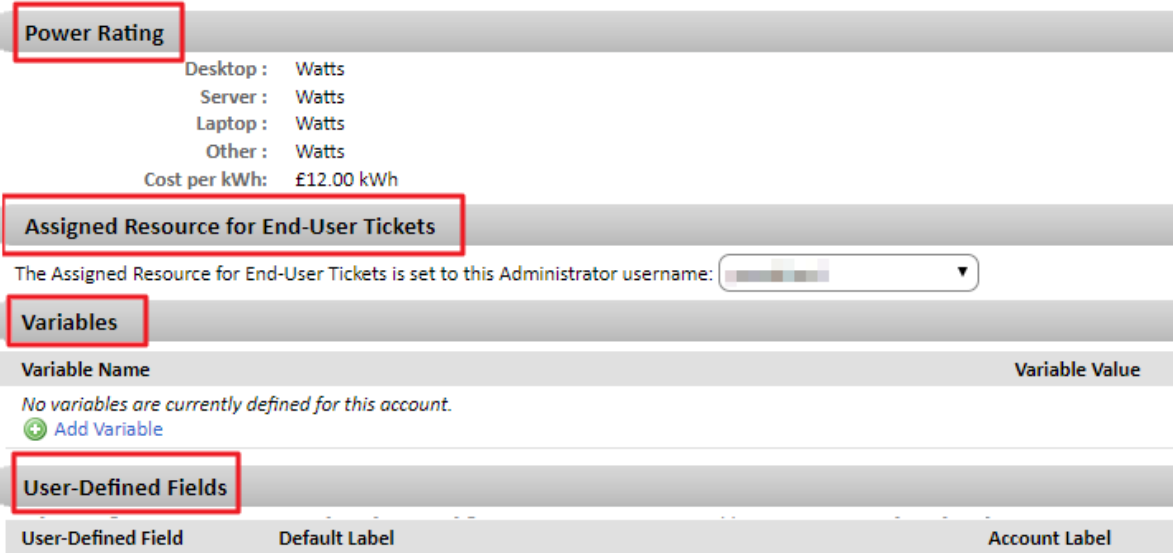 Power Rating
Desktop : Watts
Server : Watts
Laptop : Watts
Other : Watts
Cost per kWh: £12.00 kWh
Assigned Resource for End-User Tickets
The Assigned Resource for End-User Tickets is set to this Administrator username:
Variables
Variable Name Variable Value
No variables are currently defined for this account.
Add Variable
User-Defined Fields
User-Defined Field Default Label Account Label